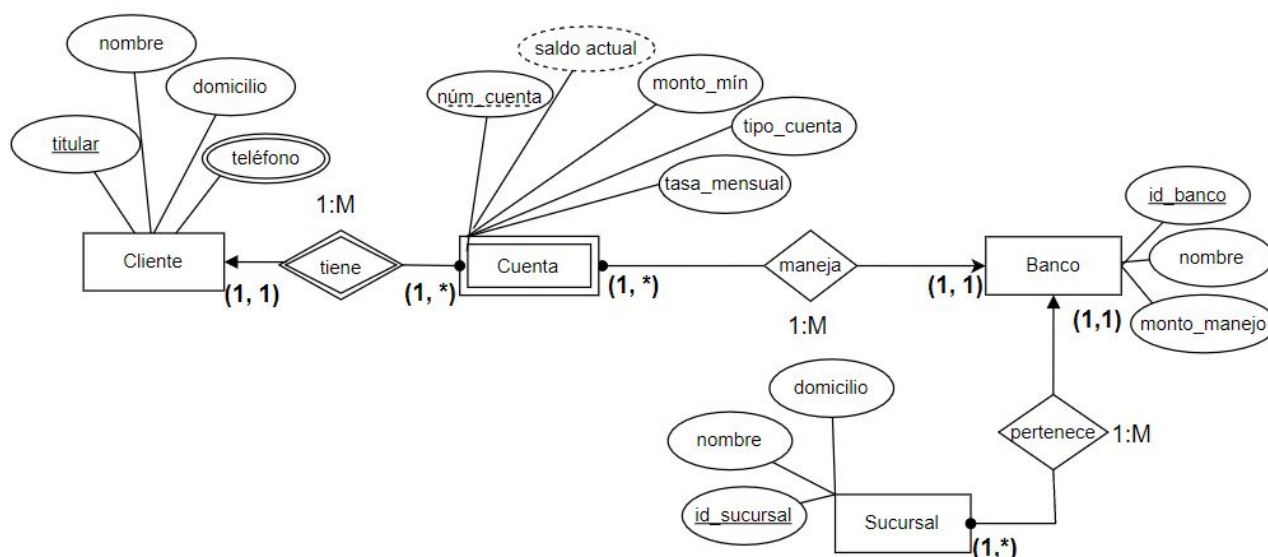 nombre
saldo actual
domicilio
núm_cuenta
monto_mín
titular
teléfono
tipo_cuenta
tasa_mensual
1:M
id_banco
Cliente
tiene
Cuenta
maneja
Banco
nombre
(1, 1)
(1, *)
(1, *)
(1, 1)
(1,1)
monto_manejo
1:M
domicilio
nombre
pertenece
1:M
id_sucursal
Sucursal
(1,*)